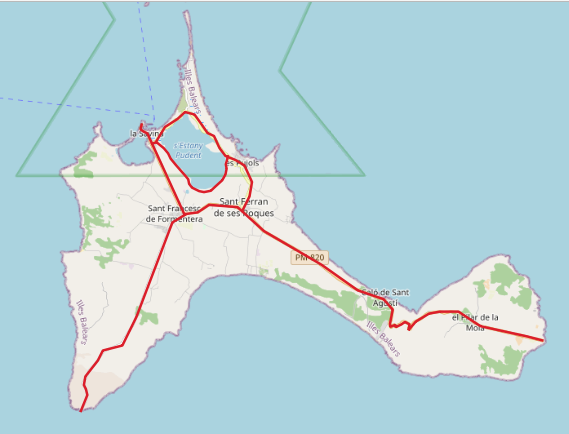 Illes Balears
la Savina
s'Estany
Pudent
es Pujols
Sant Ferran
de ses Roques
Sant Francesc
de Formentera
PM-820
Caló de Sant
Agustí
el Pilar de la
Mola
Illes Balears
Illes Balears